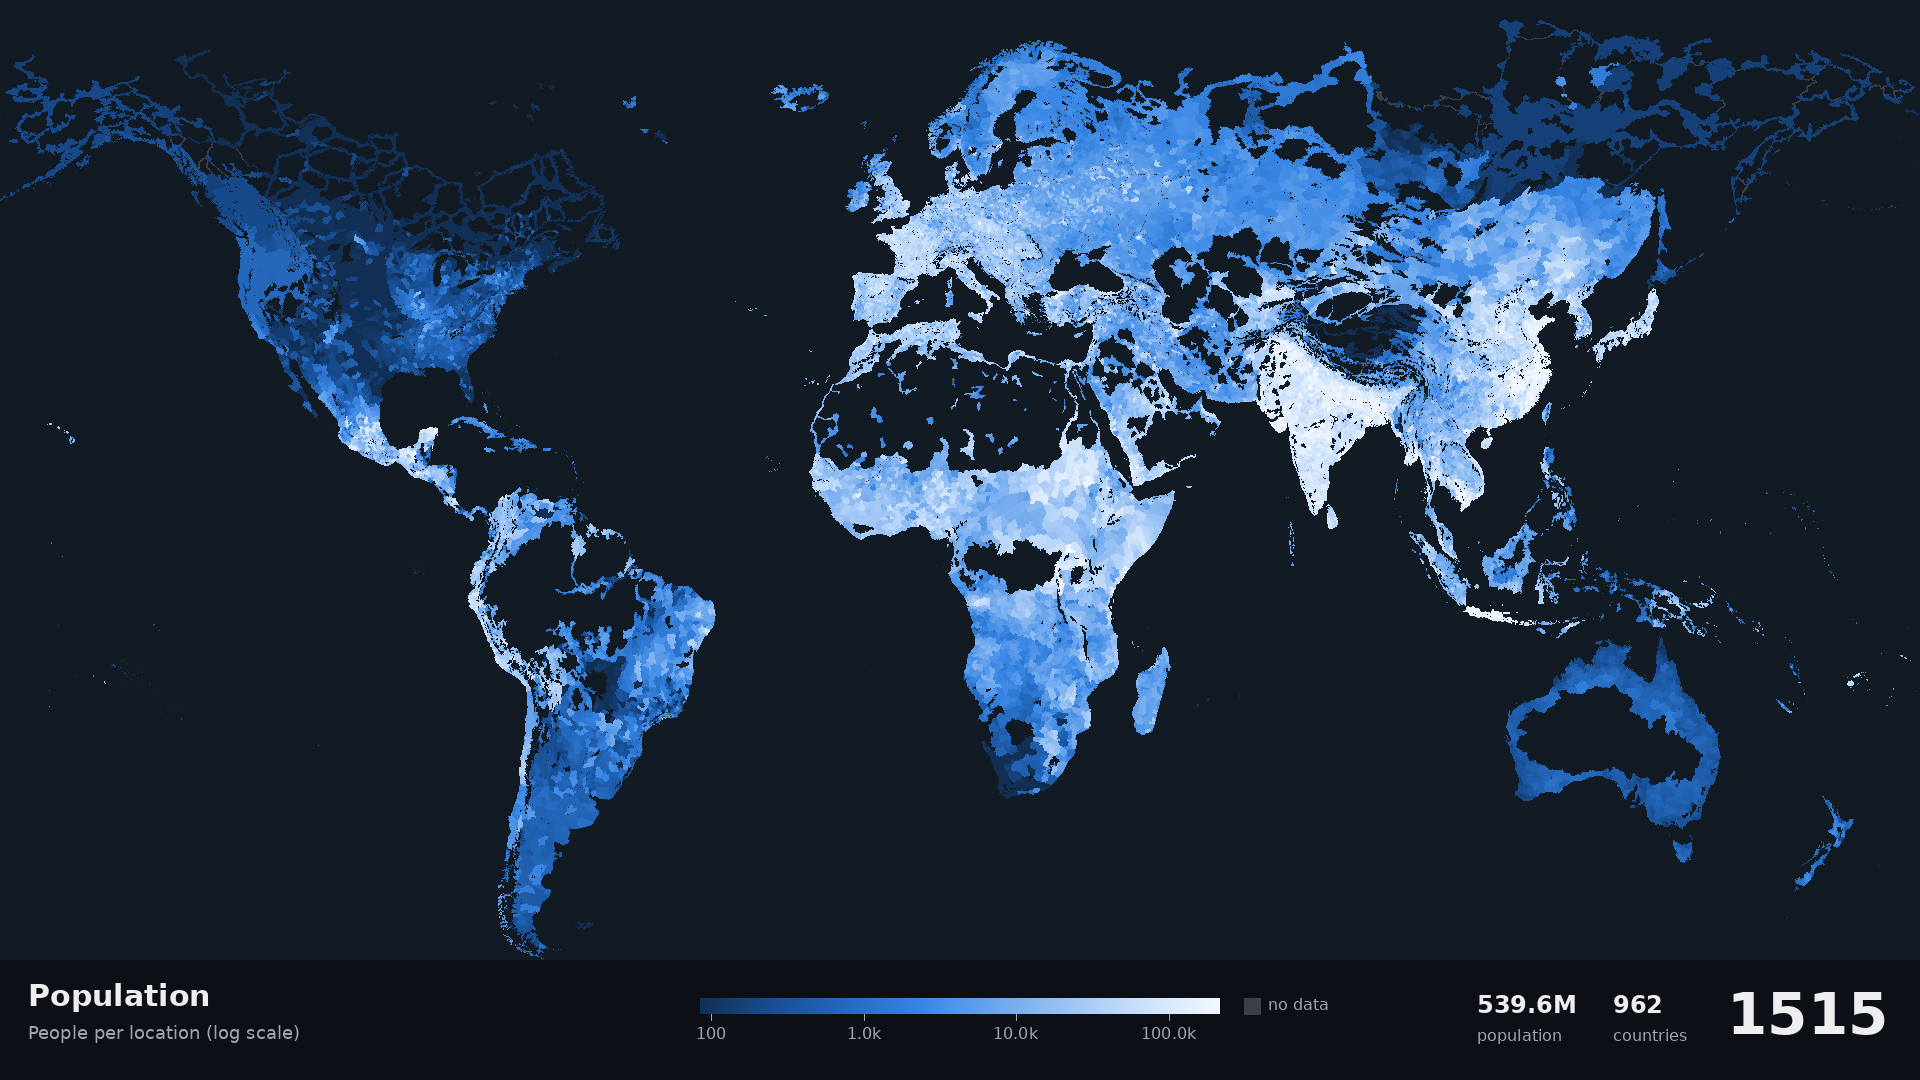 Population
People per location (log scale)
100 1.0k 10.0k 100.0k
no data
539.6M
population
962
countries
1515